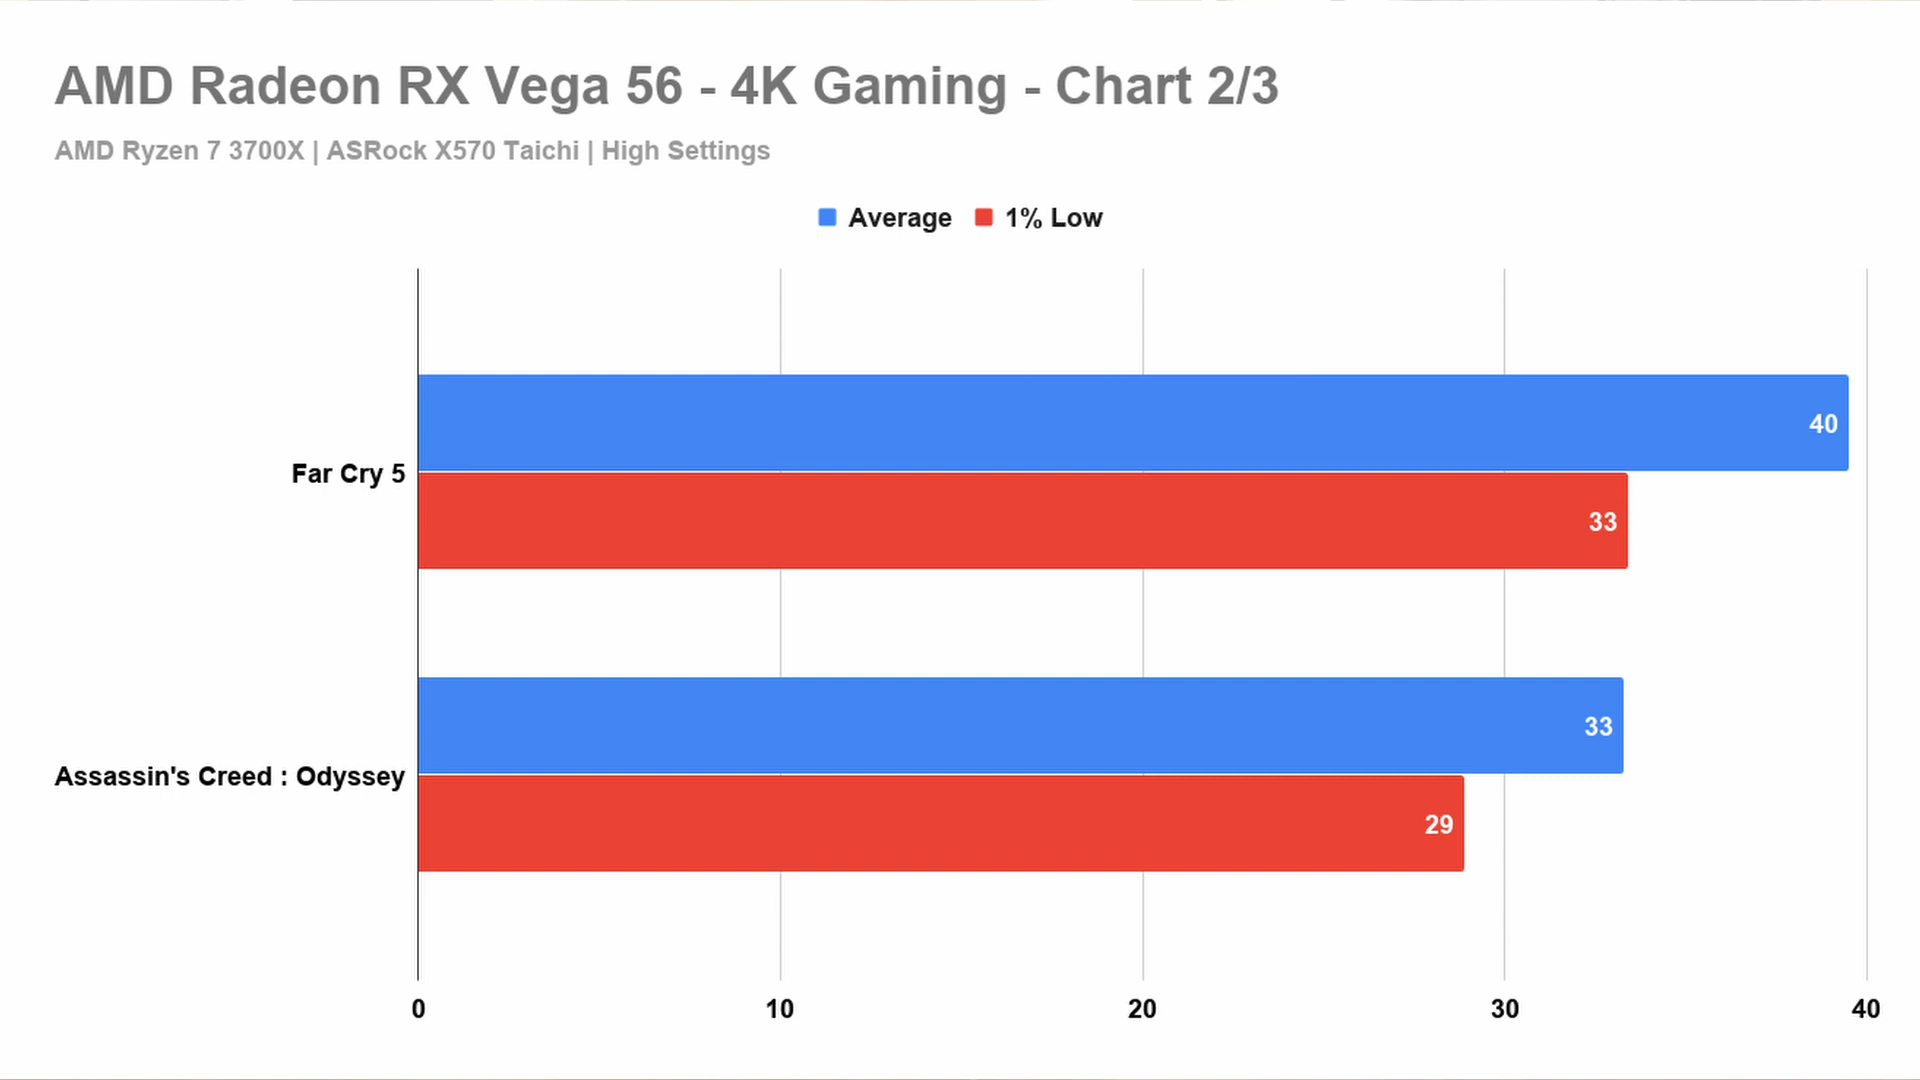 AMD Radeon RX Vega 56 - 4K Gaming - Chart 2/3
AMD Ryzen 7 3700X | ASRock X570 Taichi | High Settings
Average 1% Low
40
Far Cry 5
33
33
Assassin's Creed : Odyssey
29
0 10 20 30 40